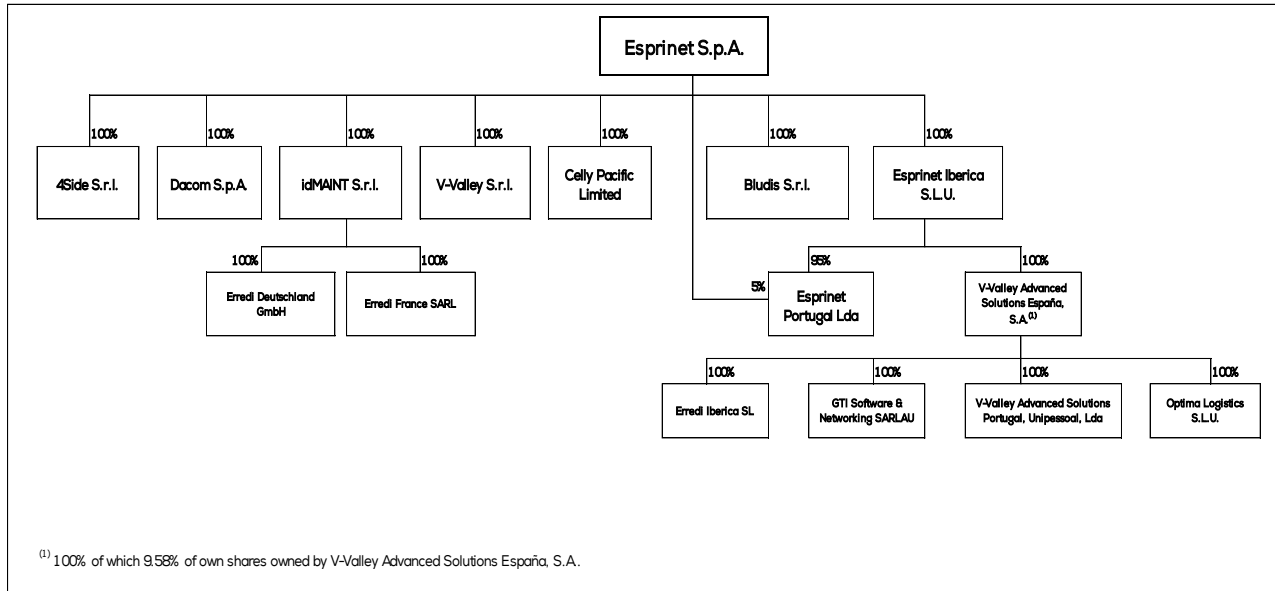 Esprinet S.p.A.
100%
100%
100%
100%
100%
100%
100%
4Side S.r.l.
Dacom S.p.A.
idMAINT S.r.l.
V-Valley S.r.l.
Celly Pacific
Limited
Bludis S.r.l.
Esprinet Iberica
S.L.U.
100%
100%
95%
100%
5%
Erredi Deutschland
GmbH
Erredi France SARL
Esprinet
Portugal Lda
V-Valley Advanced
Solutions España,
S.A.(1)
100%
100%
100%
100%
Erredi Iberica SL
GTI Software &
Networking SARLAU
V-Valley Advanced Solutions
Portugal, Unipessoal, Lda
Optima Logistics
S.L.U.
(1) 100% of which 9.58% of own shares owned by V-Valley Advanced Solutions España, S.A.